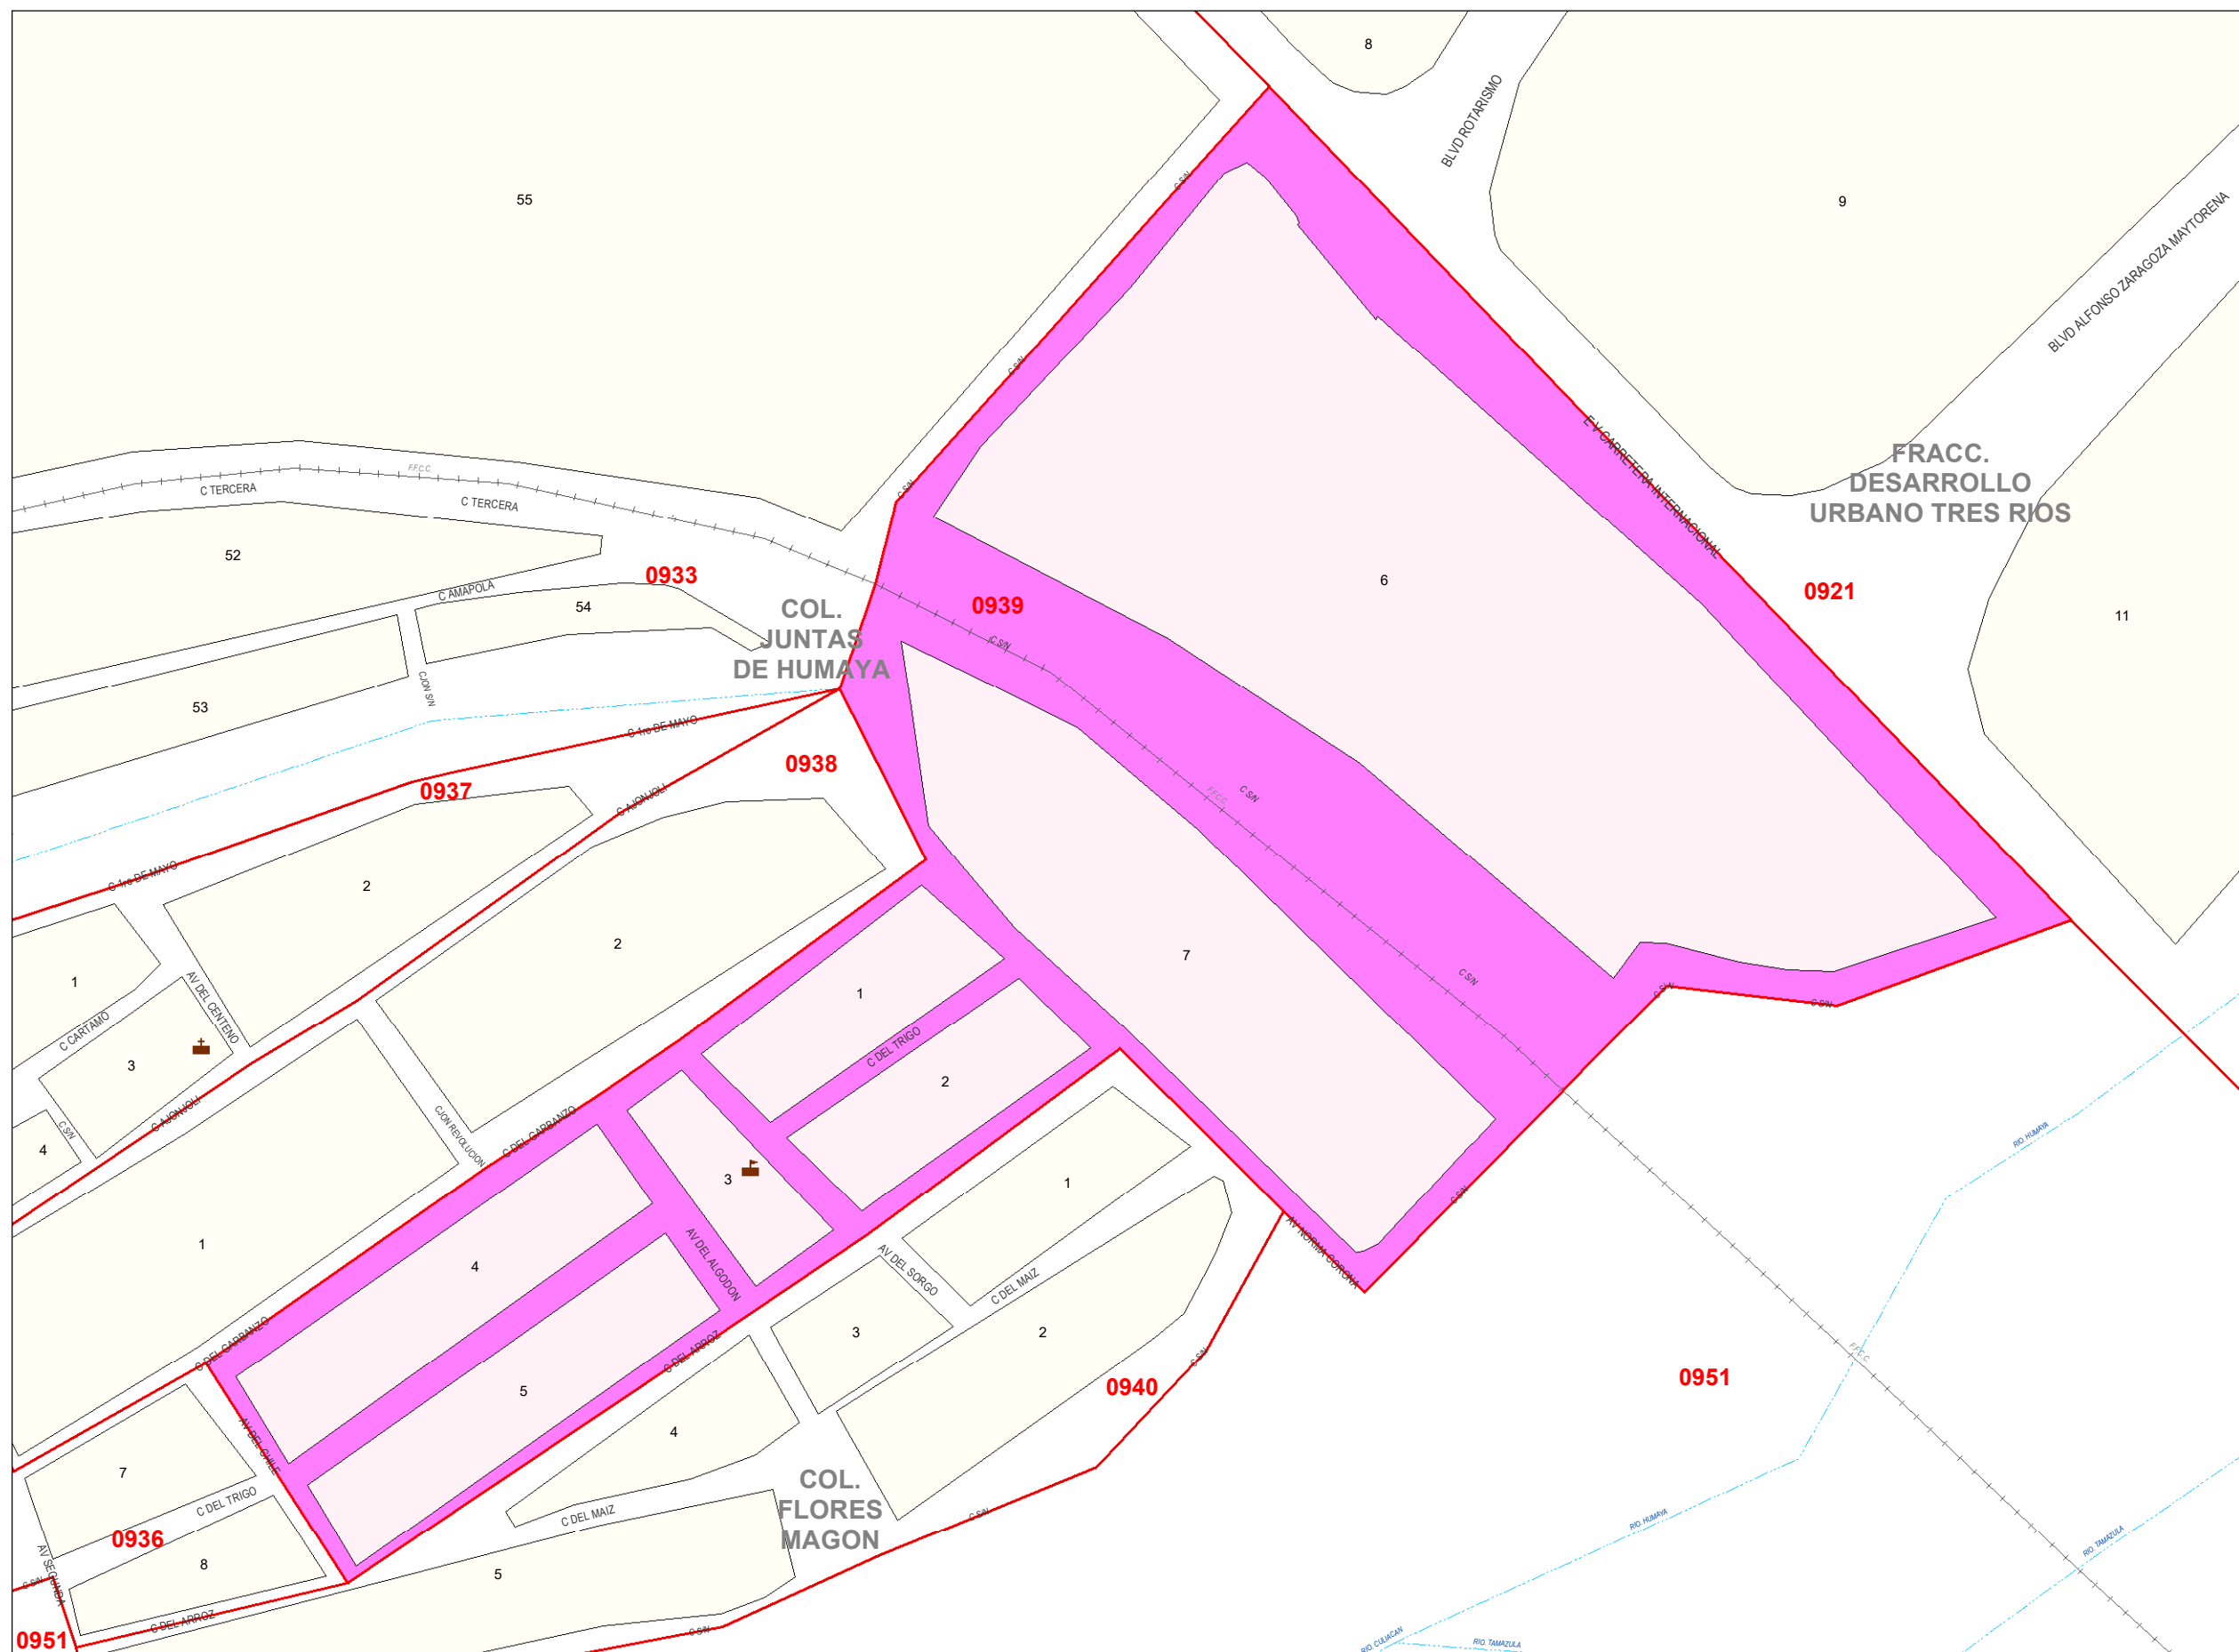 8
BLVD ROTARISMO
C S/N
55
9
BLVD ALFONSO ZARAGOZA MAYTORENA
C S/N
E V CARRETERA INTERNACIONAL
FRACC.
DESARROLLO
URBANO TRES RIOS
F.F.C.C.
C TERCERA
C TERCERA
C S/N
52
0933
C AMAPOLA
54
COL.
JUNTAS
DE HUMAYA
0939
C S/N
6
0921
11
CJON S/N
53
C 1ro DE MAYO
0938
0937
C AJONJOLI
F.F.C.C.
C S/N
C 1ro DE MAYO
2
2
7
1
AV DEL CENTENO
C CARTAMO
1
C S/N
C S/N
C S/N
C DEL TRIGO
3
2
C AJONJOLI
C S/N
4
CJON REVOLUCION
C DEL GARBANZO
RIO. HUMAYA
3
1
C S/N
1
4
AV DEL ALGODON
AV DEL SORGO
C DEL MAIZ
AV NORMA CORONA
C DEL GARBANZO
3
2
C DEL ARROZ
C S/N
F.F.C.C.
5
0940
0951
AV DEL CHILE
4
7
COL.
FLORES
MAGON
C DEL TRIGO
C DEL MAIZ
C S/N
RIO. HUMAYA
0936
RIO. TAMAZULA
8
5
C S/N
AV SEGUNDA
C DEL ARROZ
C S/N
0951
RIO. CULIACAN
RIO. TAMAZULA